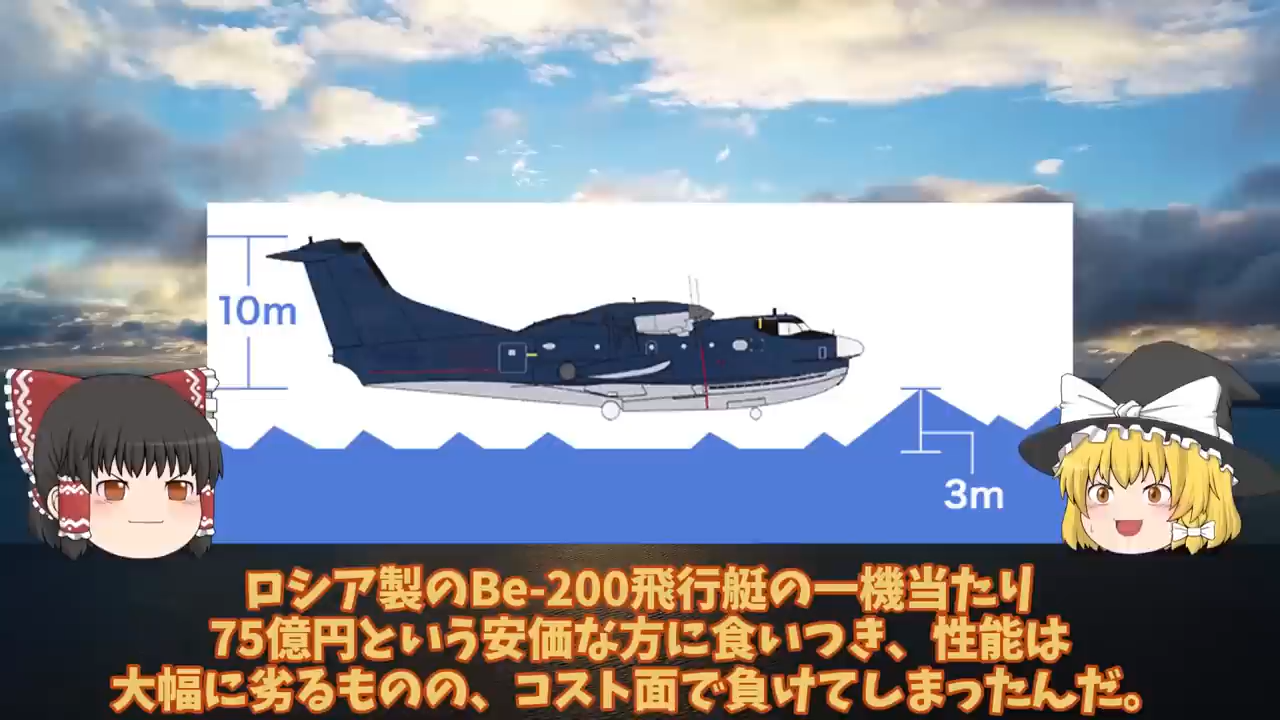 10m
3m
ロシア製のBe-200飛行艇の一機当たり
75億円という安価な方に食いつき、性能は
大幅に劣るものの、コスト面で負けてしまったんだ。